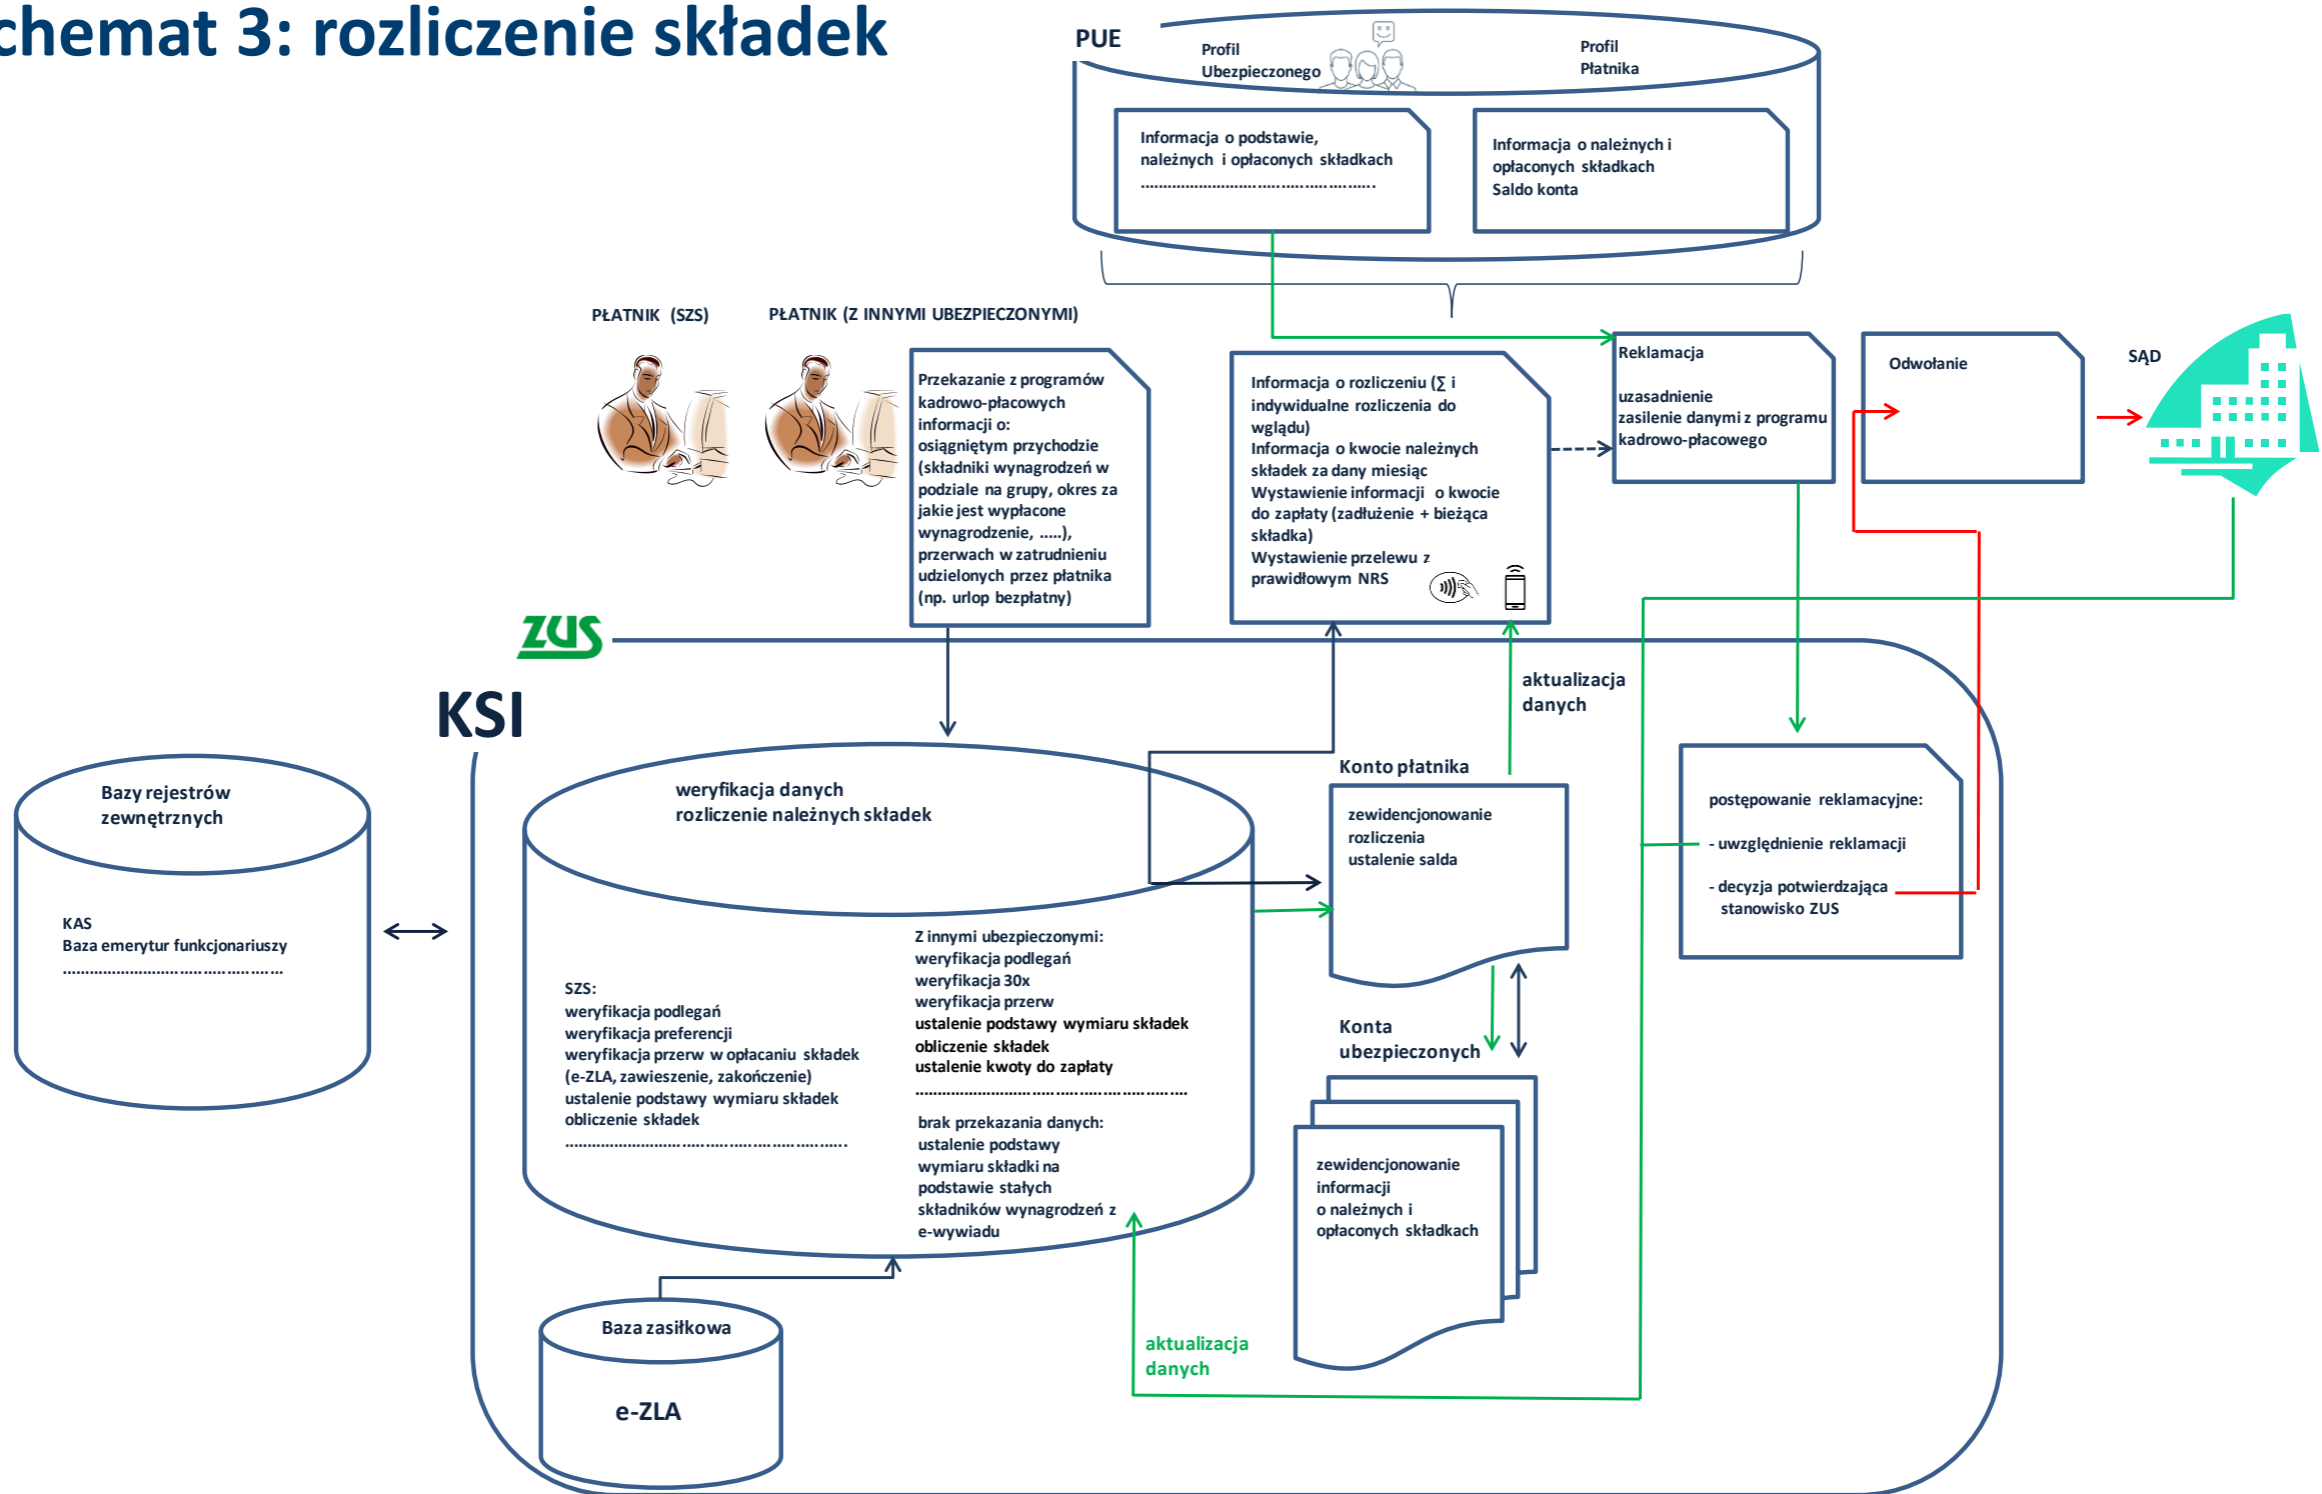 chemat 3: rozliczenie składek
PUE
Profil
Ubezpieczonego
Profil
Płatnika
Informacja o podstawie,
należnych i opłaconych składkach
......................................................
Informacja o należnych i
opłaconych składkach
Saldo konta
PŁATNIK (SZS)
PŁATNIK (Z INNYMI UBEZPIECZONYMI)
Przekazanie z programów
kadrowo-płacowych
informacji o:
osiągniętym przychodzie
(składniki wynagrodzeń w
podziale na grupy, okres za
jakie jest wypłacone
wynagrodzenie, .....),
przerwach w zatrudnieniu
udzielonych przez płatnika
(np. urlop bezpłatny)
Informacja o rozliczeniu (∑ i
indywidualne rozliczenia do
wglądu)
Informacja o kwocie należnych
składek za dany miesiąc
Wystawienie informacji o kwocie
do zapłaty (zadłużenie + bieżąca
składka)
Wystawienie przelewu z
prawidłowym NRS
Reklamacja
uzasadnienie
zasilenie danymi z programu
kadrowo-płacowego
Odwołanie
SĄD
ZUS
KSI
aktualizacja
danych
Bazy rejestrów
zewnętrznych
KAS
Baza emerytur funkcjonariuszy
..................................................
weryfikacja danych
rozliczenie należnych składek
SZS:
weryfikacja podlegań
weryfikacja preferencji
weryfikacja przerw w opłacaniu składek
(e-ZLA, zawieszenie, zakończenie)
ustalenie podstawy wymiaru składek
obliczenie składek
................................................................
Z innymi ubezpieczonymi:
weryfikacja podlegań
weryfikacja 30x
weryfikacja przerw
ustalenie podstawy wymiaru składek
obliczenie składek
ustalenie kwoty do zapłaty
..............................................................
brak przekazania danych:
ustalenie podstawy
wymiaru składki na
podstawie stałych
składników wynagrodzeń z
e-wywiadu
Konto płatnika
zewidencjonowanie
rozliczenia
ustalenie salda
Konta
ubezpieczonych
zewidencjonowanie
informacji
o należnych i
opłaconych składkach
postępowanie reklamacyjne:
- uwzględnienie reklamacji
- decyzja potwierdzająca
stanowisko ZUS
Baza zasiłkowa
e-ZLA
aktualizacja
danych